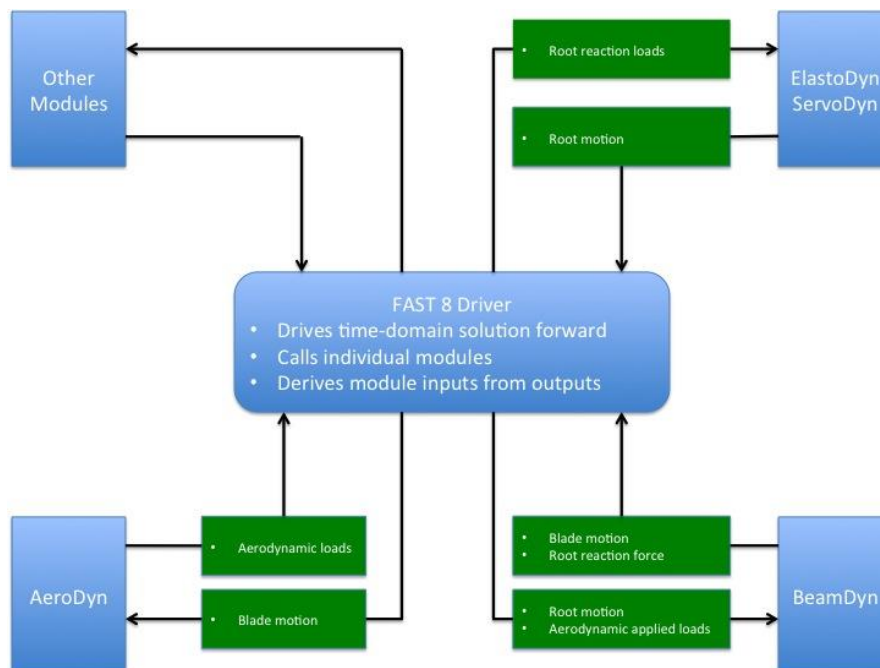 Other
Modules
• Root reaction loads
• Root motion
ElastoDyn
ServoDyn
FAST 8 Driver
• Drives time-domain solution forward
• Calls individual modules
• Derives module inputs from outputs
AeroDyn
• Aerodynamic loads
• Blade motion
• Blade motion
• Root reaction force
• Root motion
• Aerodynamic applied loads
BeamDyn